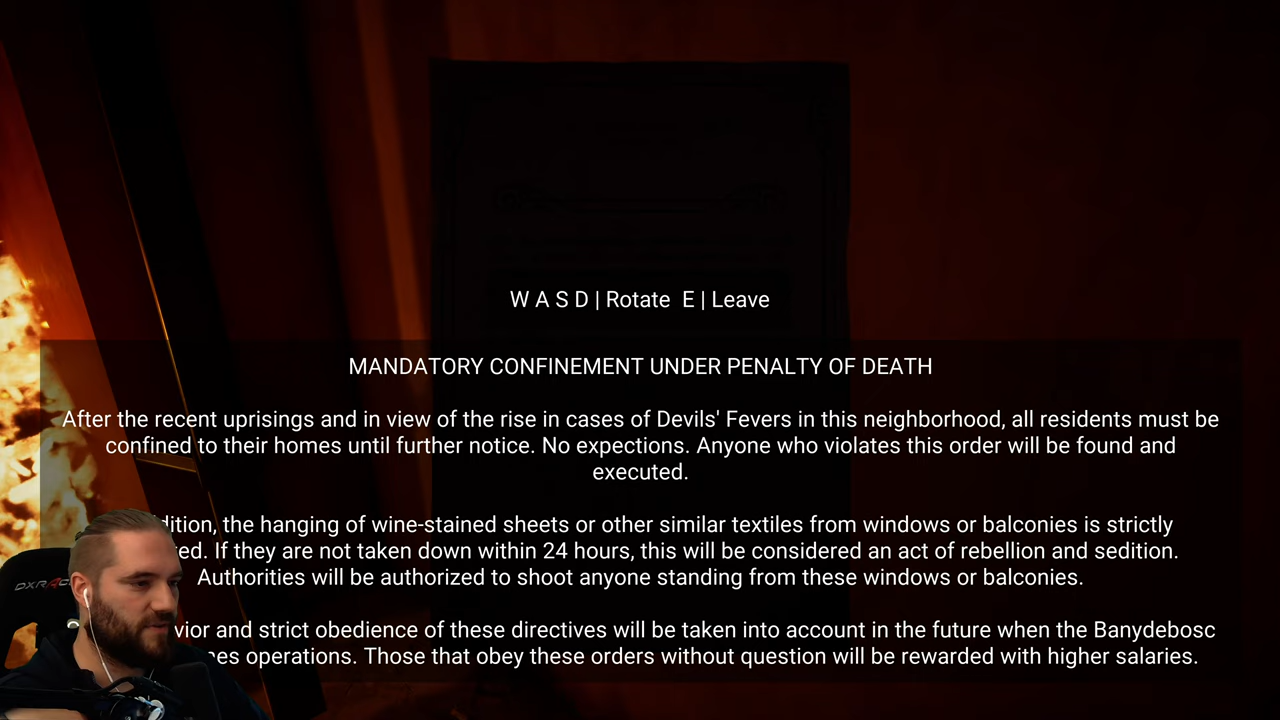 W A S D | Rotate E | Leave
MANDATORY CONFINEMENT UNDER PENALTY OF DEATH
After the recent uprisings and in view of the rise in cases of Devils' Fevers in this neighborhood, all residents must be
confined to their homes until further notice. No expections. Anyone who violates this order will be found and
executed.
the hanging of wine-stained sheets or other similar textiles from windows or balconies is strictly
If they are not taken down within 24 hours, this will be considered an act of rebellion and sedition.
Authorities will be authorized to shoot anyone standing from these windows or balconies.
and strict obedience of these directives will be taken into account in the future when the Banydebosc
operations. Those that obey these orders without question will be rewarded with higher salaries.